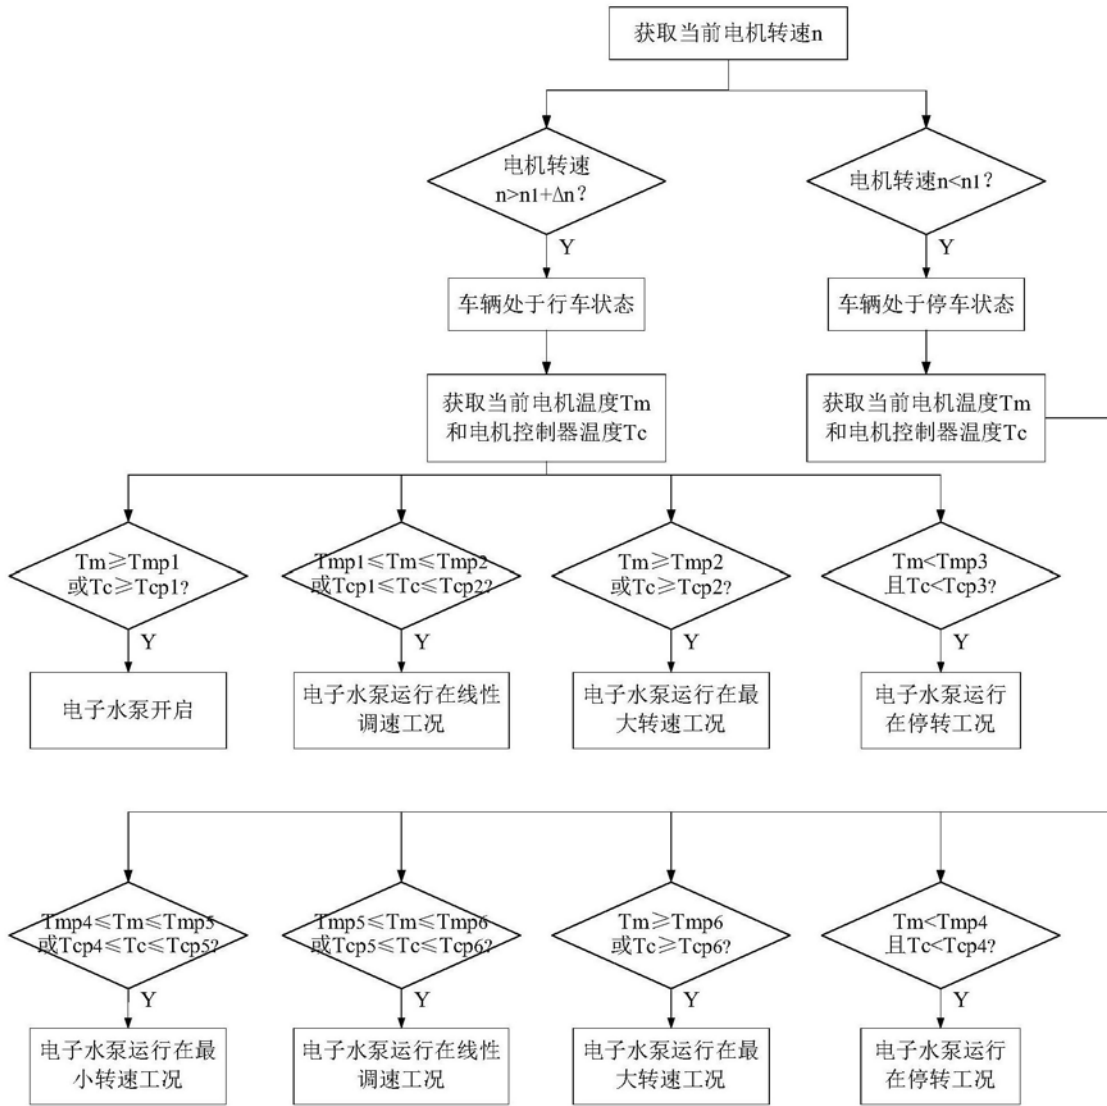 获取当前电机转速n
电机转速
n>n1+Δn？
电机转速n<n1？
Y
Y
车辆处于行车状态
车辆处于停车状态
获取当前电机温度Tm
和电机控制器温度Tc
获取当前电机温度Tm
和电机控制器温度Tc
Tm≥Tmp1
或Tc≥Tcp1?
Tmp1≤Tm≤Tmp2
或Tcp1≤Tc≤Tcp2?
Tm≥Tmp2
或Tc≥Tcp2?
Tm<Tmp3
且Tc<Tcp3?
Y
Y
Y
Y
电子水泵开启
电子水泵运行在线性
调速工况
电子水泵运行在最
大转速工况
电子水泵运行
在停转工况
Tmp4≤Tm≤Tmp5
或Tcp4≤Tc≤Tcp5?
Tmp5≤Tm≤Tmp6
或Tcp5≤Tc≤Tcp6?
Tm≥Tmp6
或Tc≥Tcp6?
Tm<Tmp4
且Tc<Tcp4?
Y
Y
Y
Y
电子水泵运行在最
小转速工况
电子水泵运行在线性
调速工况
电子水泵运行在最
大转速工况
电子水泵运行
在停转工况